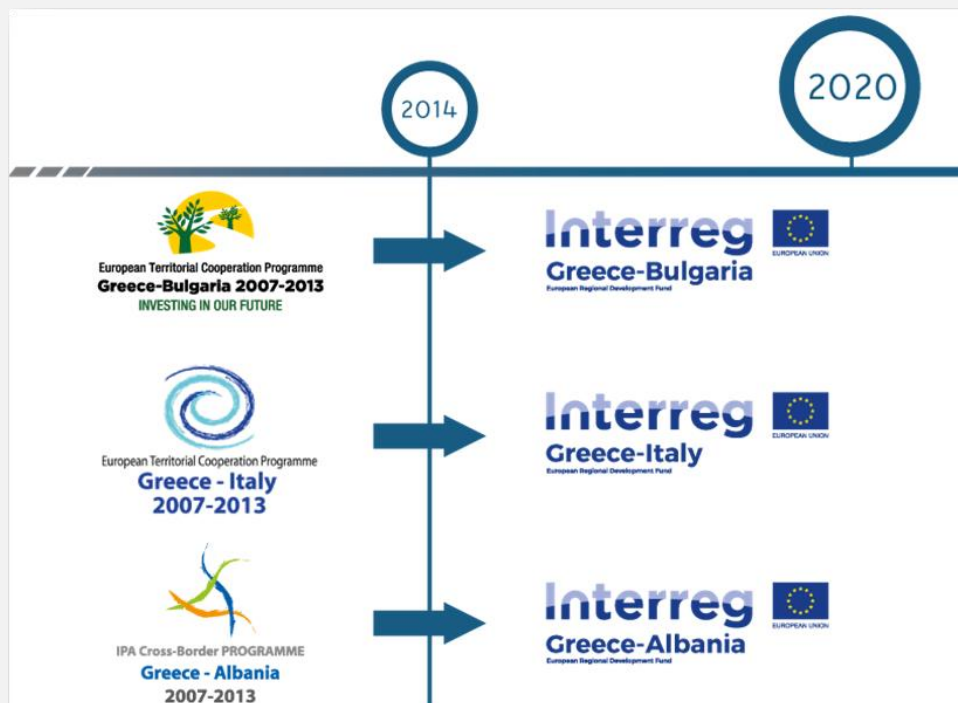 2014
2020
European Territorial Cooperation Programme
Greece-Bulgaria 2007-2013
INVESTING IN OUR FUTURE
Interreg
EUROPEAN UNION
Greece-Bulgaria
European Regional Development Fund
European Territorial Cooperation Programme
Greece - Italy
2007-2013
Interreg
EUROPEAN UNION
Greece-Italy
European Regional Development Fund
IPA Cross-Border PROGRAMME
Greece - Albania
2007-2013
Interreg
EUROPEAN UNION
Greece-Albania
European Regional Development Fund